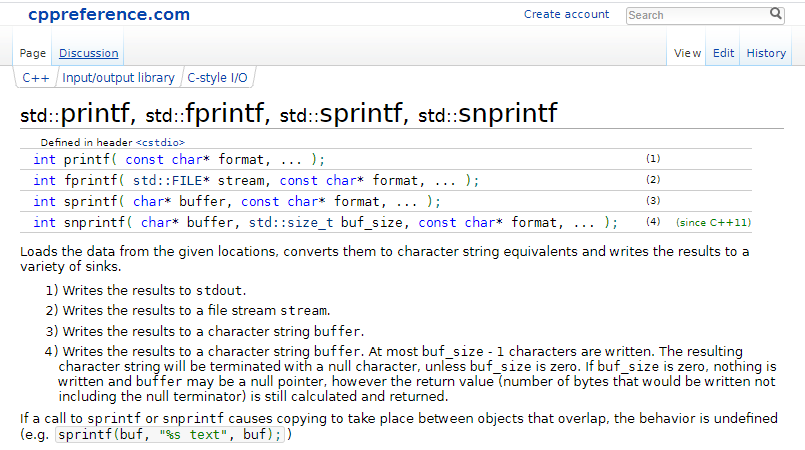 cppreference.com
Create account
Search
Page
Discussion
View
Edit
History
C++
Input/output library
C-style I/O
std::printf, std::fprintf, std::sprintf, std::snprintf
Defined in header <cstdio>
int printf( const char* format, ... ); (1)
int fprintf( std::FILE* stream, const char* format, ... ); (2)
int sprintf( char* buffer, const char* format, ... ); (3)
int snprintf( char* buffer, std::size_t buf_size, const char* format, ... ); (4) (since C++11)
Loads the data from the given locations, converts them to character string equivalents and writes the results to a
variety of sinks.
1) Writes the results to stdout.
2) Writes the results to a file stream stream.
3) Writes the results to a character string buffer.
4) Writes the results to a character string buffer. At most buf_size - 1 characters are written. The resulting
character string will be terminated with a null character, unless buf_size is zero. If buf_size is zero, nothing is
written and buffer may be a null pointer, however the return value (number of bytes that would be written not
including the null terminator) is still calculated and returned.
If a call to sprintf or snprintf causes copying to take place between objects that overlap, the behavior is undefined
(e.g. sprintf(buf, "%s text", buf); )